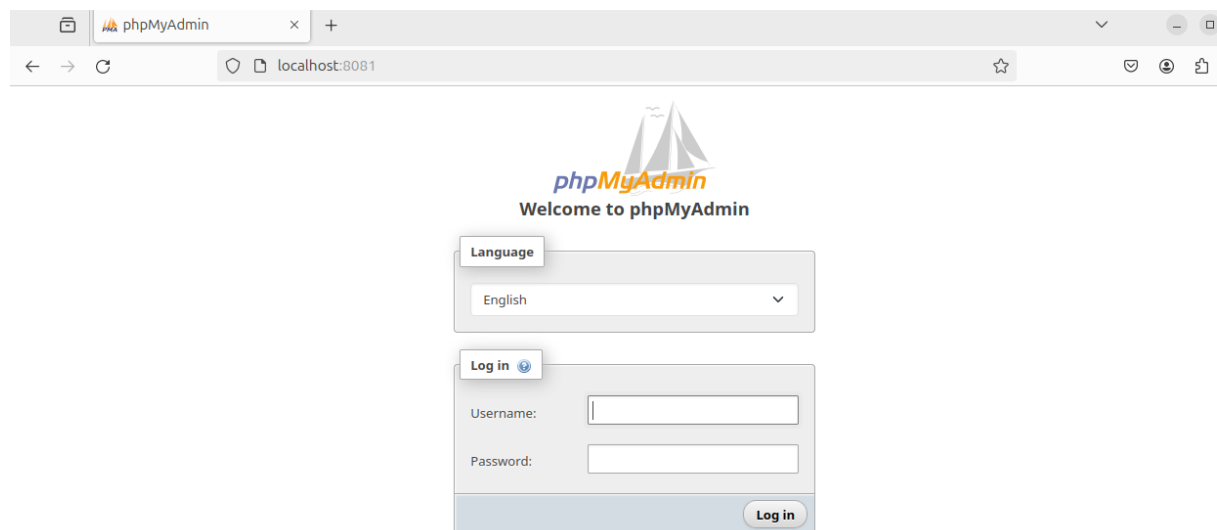 phpMyAdmin
localhost:8081
phpMyAdmin
Welcome to phpMyAdmin
Language
English
Log in
Username:
Password:
Log in